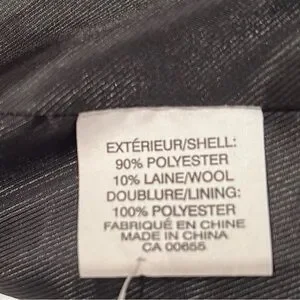 EXTÉRIEUR/SHELL:
90% POLYESTER
10% LAINE/WOOL
DOUBLURE/LINING:
100% POLYESTER
FABRIQUÉ EN CHINE
MADE IN CHINA
CA 00655